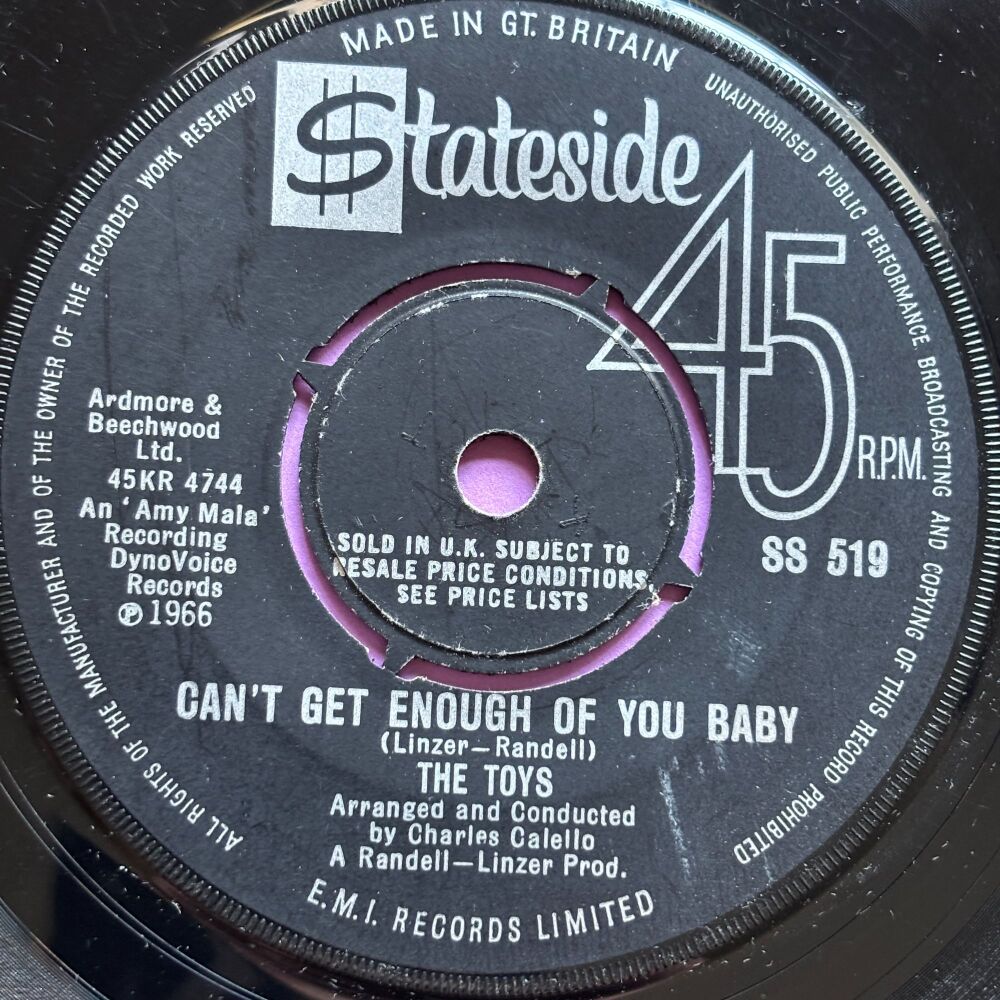 MADE IN GT. BRITAIN
UNAUTHORISED PUBLIC PERFORMANCE BROADCASTING AND COPYING OF THIS RECORD PROHIBITED
ALL RIGHTS OF THE MANUFACTURER AND OF THE OWNER OF THE RECORDED WORK RESERVED
$tateside
45
R.P.M.
Ardmore &
Beechwood
Ltd.
45KR 4744
An 'Amy Mala'
Recording
DynoVoice
Records
℗ 1966
SOLD IN U.K. SUBJECT TO
RESALE PRICE CONDITIONS,
SEE PRICE LISTS
SS 519
CAN'T GET ENOUGH OF YOU BABY
(Linzer—Randell)
THE TOYS
Arranged and Conducted
by Charles Calello
A Randell—Linzer Prod.
E.M.I. RECORDS LIMITED